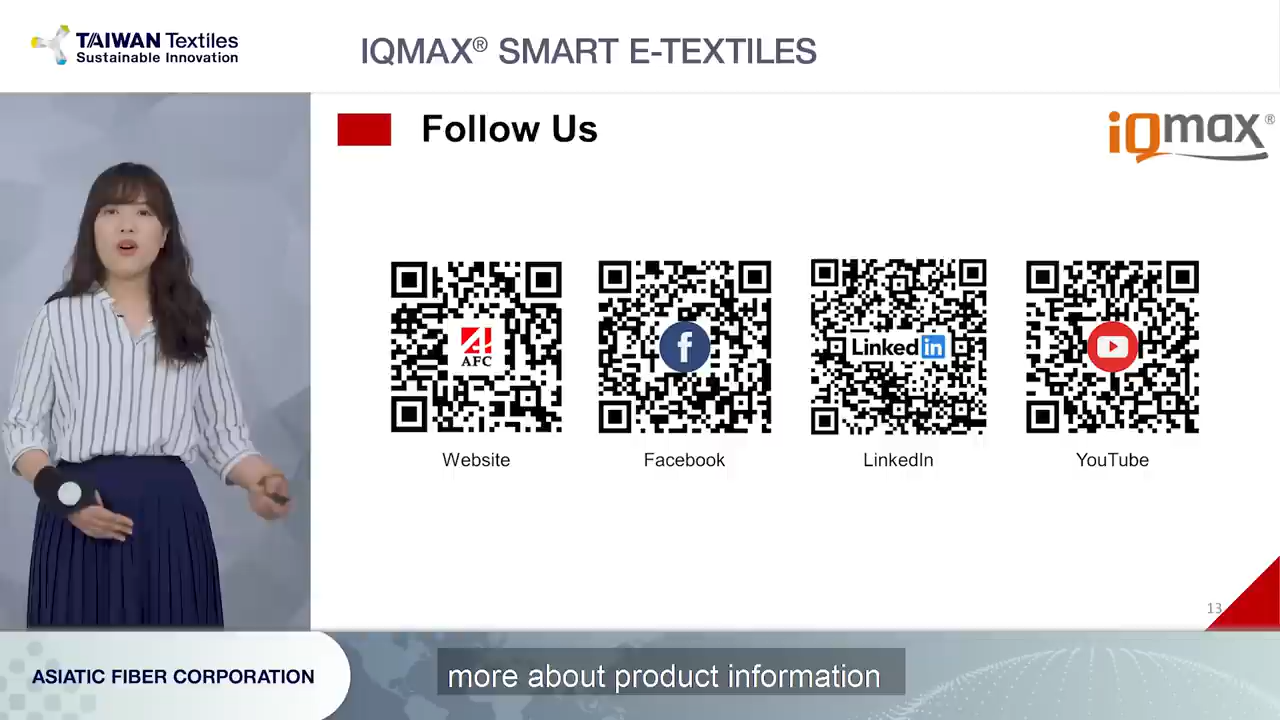 TAIWAN Textiles
Sustainable Innovation
IQMAX® SMART E-TEXTILES
Follow Us
iQmax®
AFC
f
Linked in
Website
Facebook
LinkedIn
YouTube
13
ASIATIC FIBER CORPORATION
more about product information